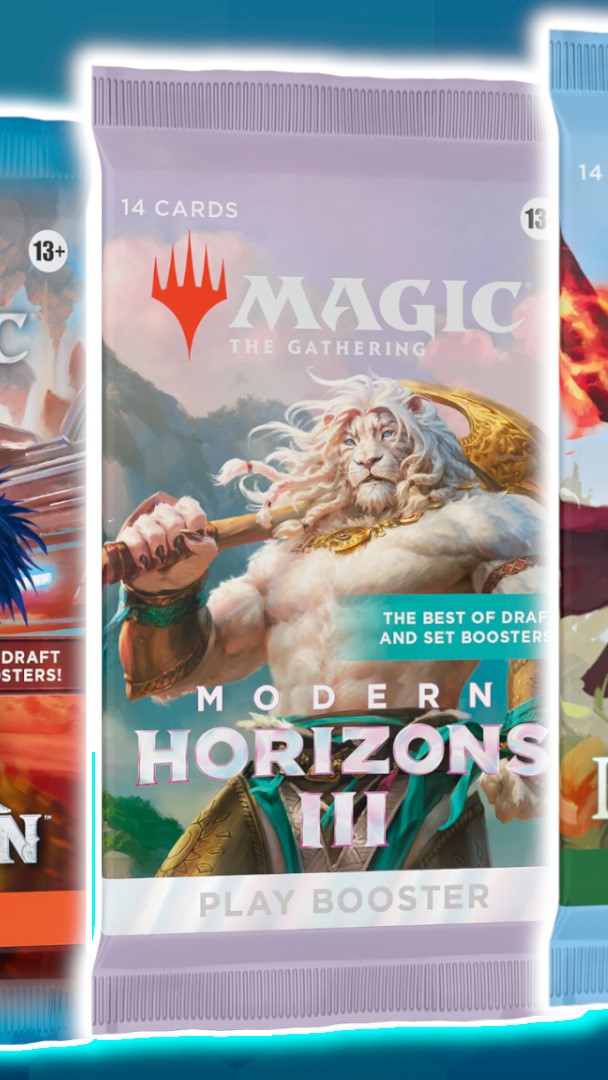 14 CARDS
13
MAGIC
THE GATHERING
THE BEST OF DRAF
AND SET BOOSTERS
MODERN
HORIZONS
III
PLAY BOOSTER
13+
C
DRAFT
STERS!
N™
14